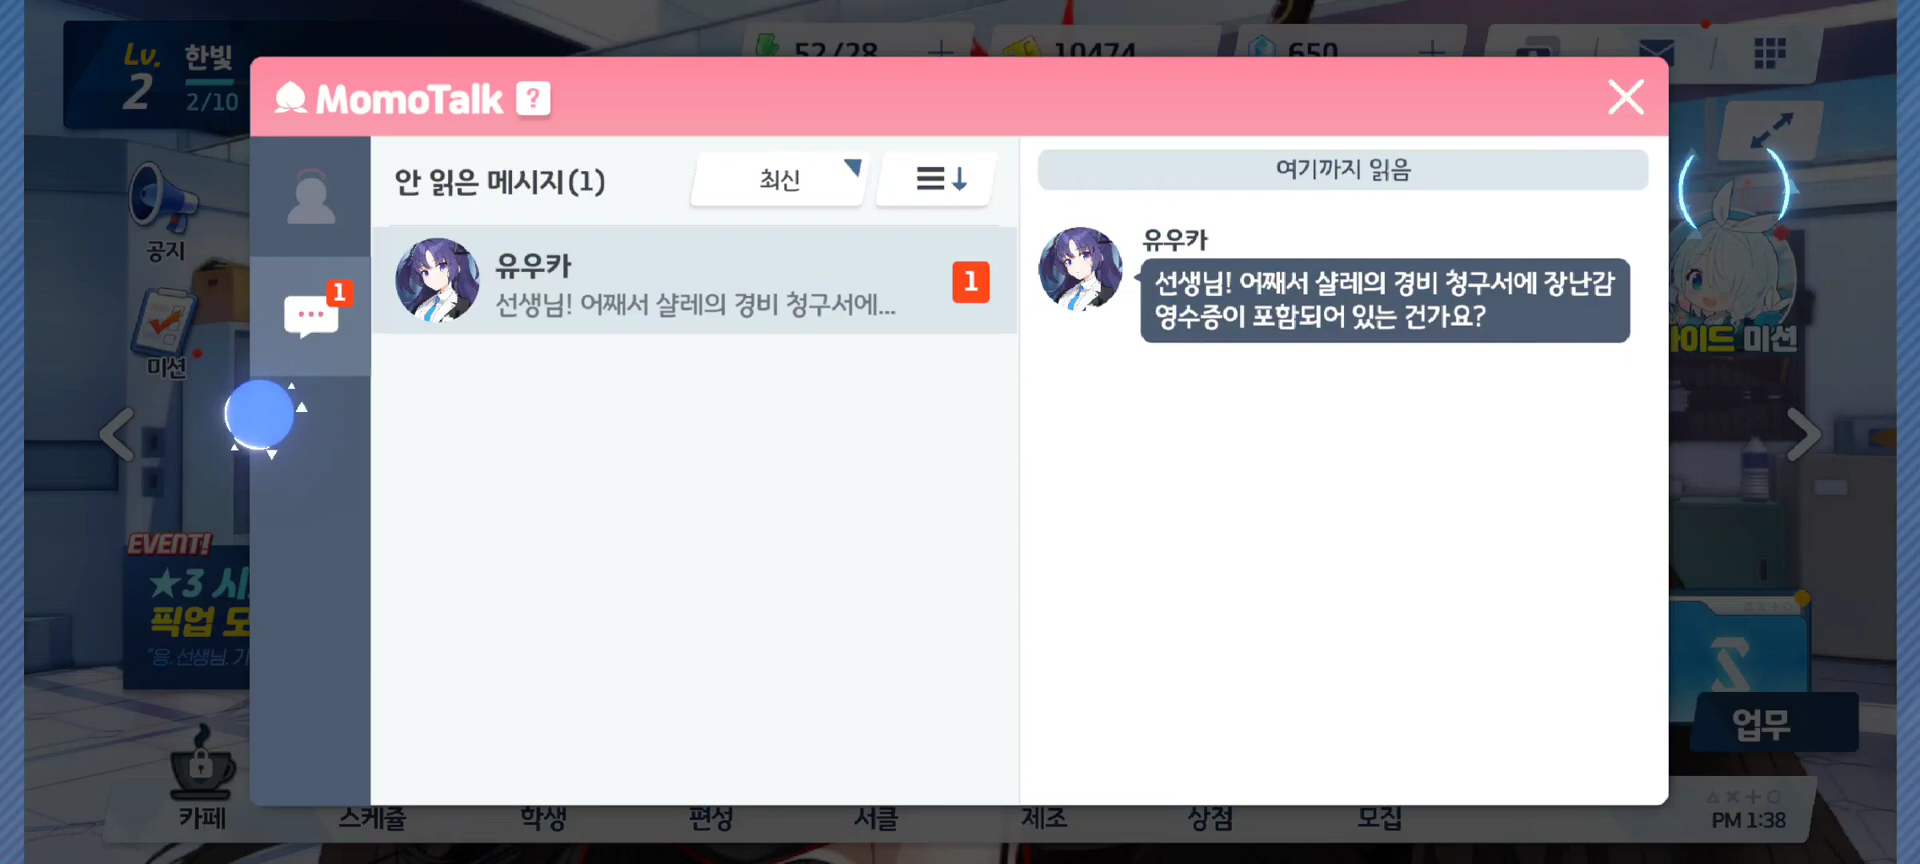 Lv. 2
한빛
2/10
52/28
10474
650
MomoTalk ?
안 읽은 메시지(1)
최신
유우카
선생님! 어째서 샬레의 경비 청구서에...
1
1
여기까지 읽음
유우카
선생님! 어째서 샬레의 경비 청구서에 장난감
영수증이 포함되어 있는 건가요?
공지
미션
EVENT!
★3 시
픽업 모
"응. 선생님. 기
미션
업무
카페
스케줄
학생
편성
서클
제조
상점
모집
PM 1:38